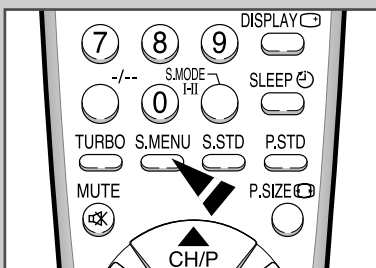 DISPLAY
7 8 9
-/-- S.MODE I-II SLEEP
0
TURBO S.MENU S.STD P.STD
MUTE P.SIZE
CH/P